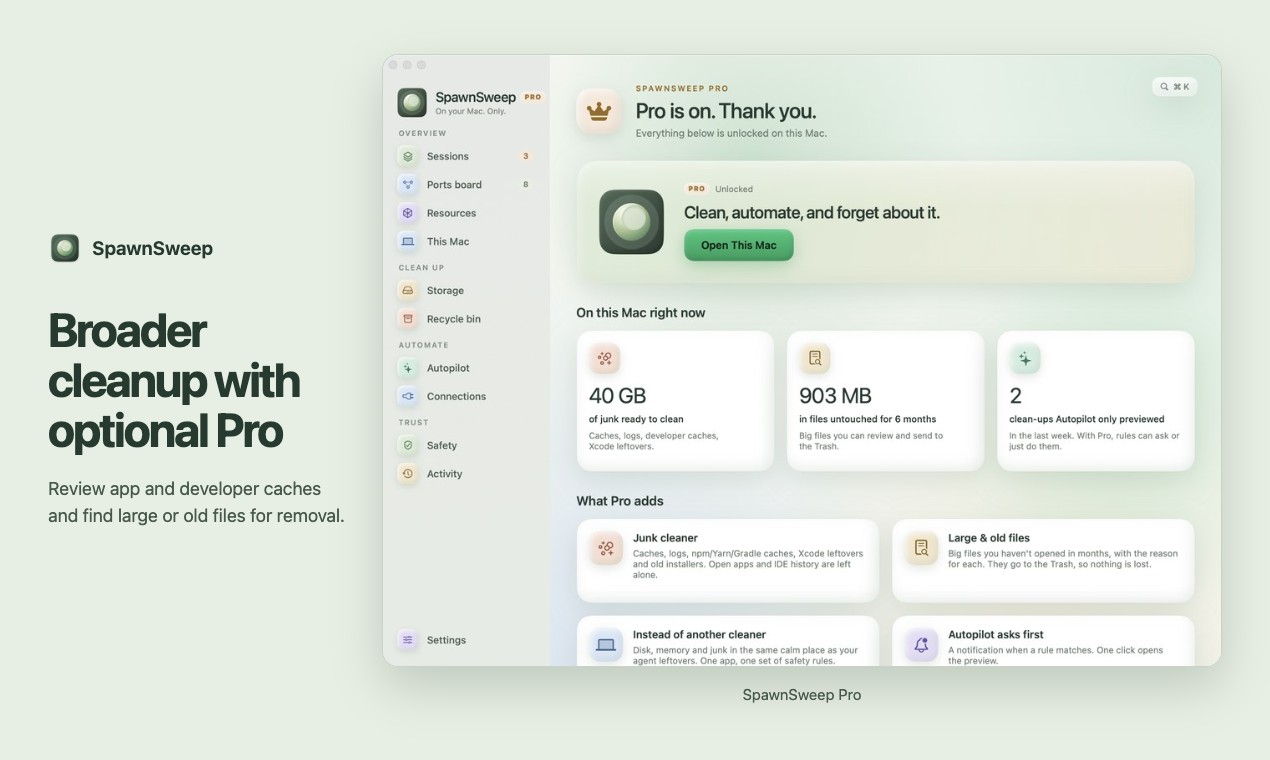 SpawnSweep
Broader
cleanup with
optional Pro
Review app and developer caches
and find large or old files for removal.
SpawnSweep PRO
On your Mac. Only.
OVERVIEW
Sessions 3
Ports board 8
Resources
This Mac
CLEAN UP
Storage
Recycle bin
AUTOMATE
Autopilot
Connections
TRUST
Safety
Activity
Settings
SPAWNSWEEP PRO
Pro is on. Thank you.
Everything below is unlocked on this Mac.
⌘ K
PRO Unlocked
Clean, automate, and forget about it.
Open This Mac
On this Mac right now
40 GB
of junk ready to clean
Caches, logs, developer caches,
Xcode leftovers.
903 MB
in files untouched for 6 months
Big files you can review and send to
the Trash.
2
clean-ups Autopilot only previewed
In the last week. With Pro, rules can ask or
just do them.
What Pro adds
Junk cleaner
Caches, logs, npm/Yarn/Gradle caches, Xcode leftovers
and old installers. Open apps and IDE history are left
alone.
Large & old files
Big files you haven't opened in months, with the reason
for each. They go to the Trash, so nothing is lost.
Instead of another cleaner
Disk, memory and junk in the same calm place as your
agent leftovers. One app, one set of safety rules.
Autopilot asks first
A notification when a rule matches. One click opens
the preview.
SpawnSweep Pro